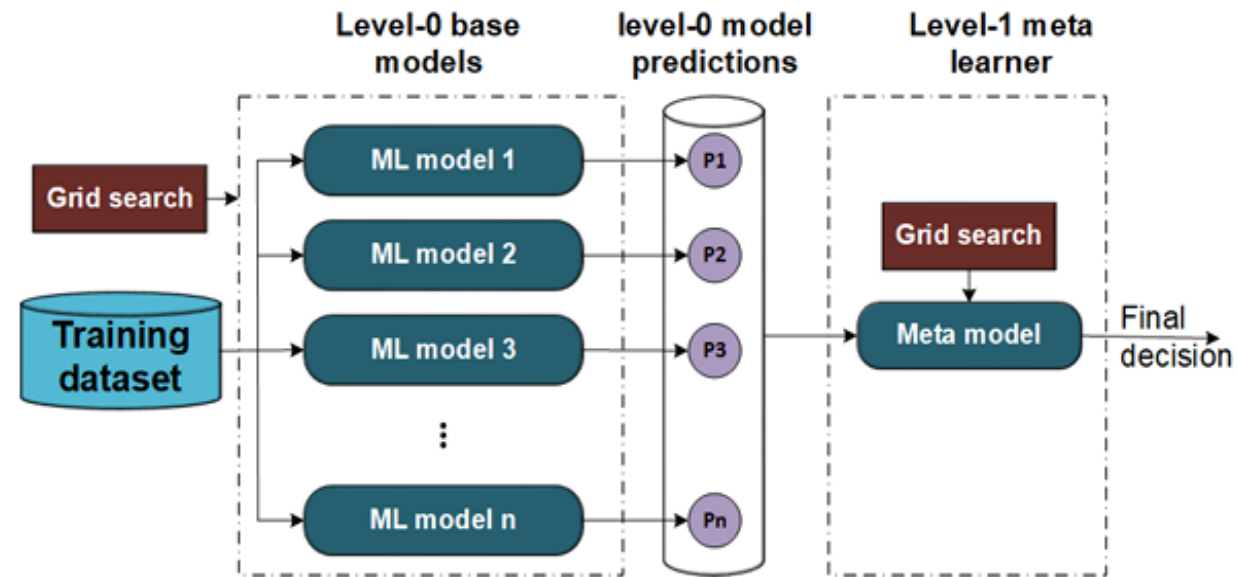 Level-0 base
models
level-0 model
predictions
Level-1 meta
learner
Grid search
Training
dataset
ML model 1
ML model 2
ML model 3
⋮
ML model n
P1
P2
P3
Pn
Grid search
Meta model
Final
decision